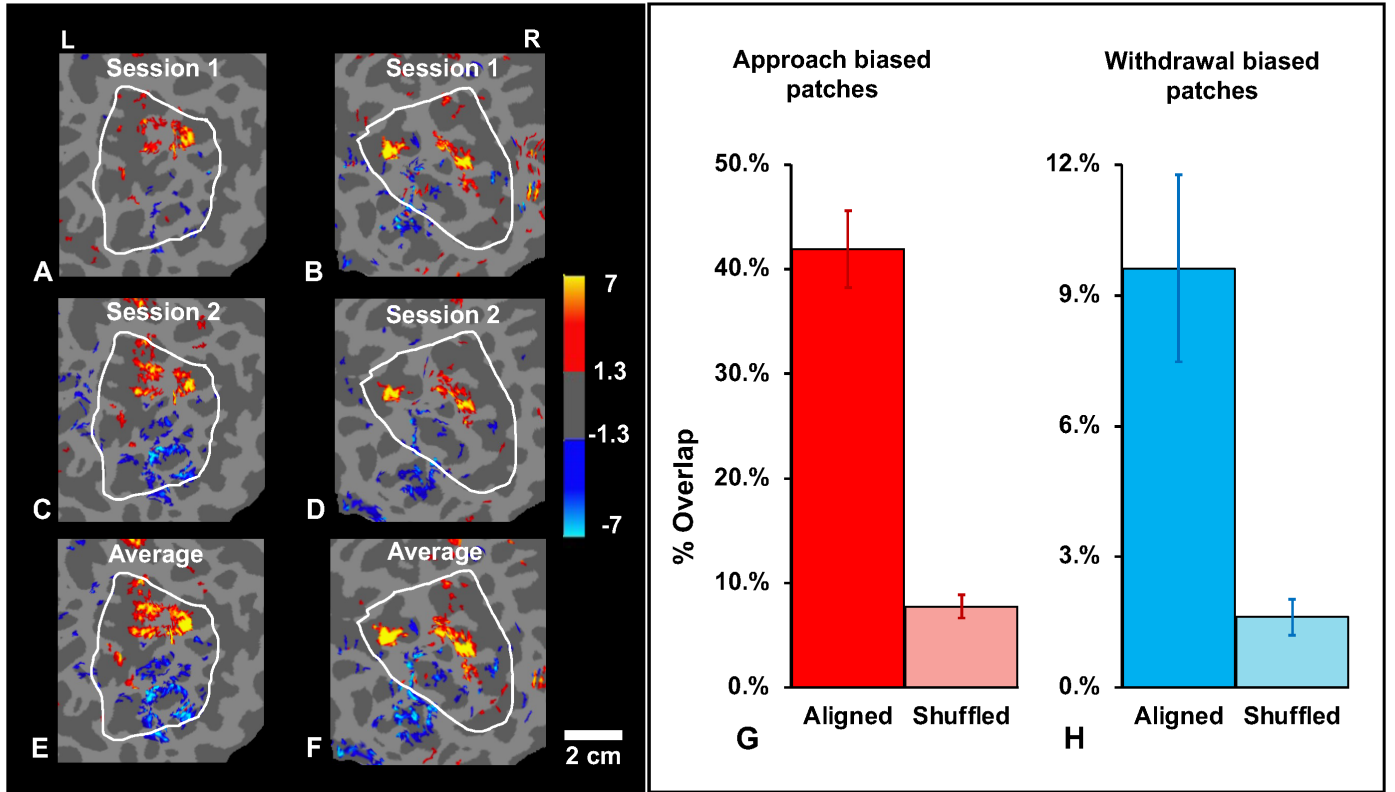 L
R
Session 1
Session 1
A
B
Session 2
Session 2
C
D
Average
Average
E
F
7
1.3
-1.3
-7
2 cm
Approach biased
patches
% Overlap
50.%
40.%
30.%
20.%
10.%
0.%
Aligned
Shuffled
G
Withdrawal biased
patches
12.%
9.%
6.%
3.%
0.%
Aligned
Shuffled
H